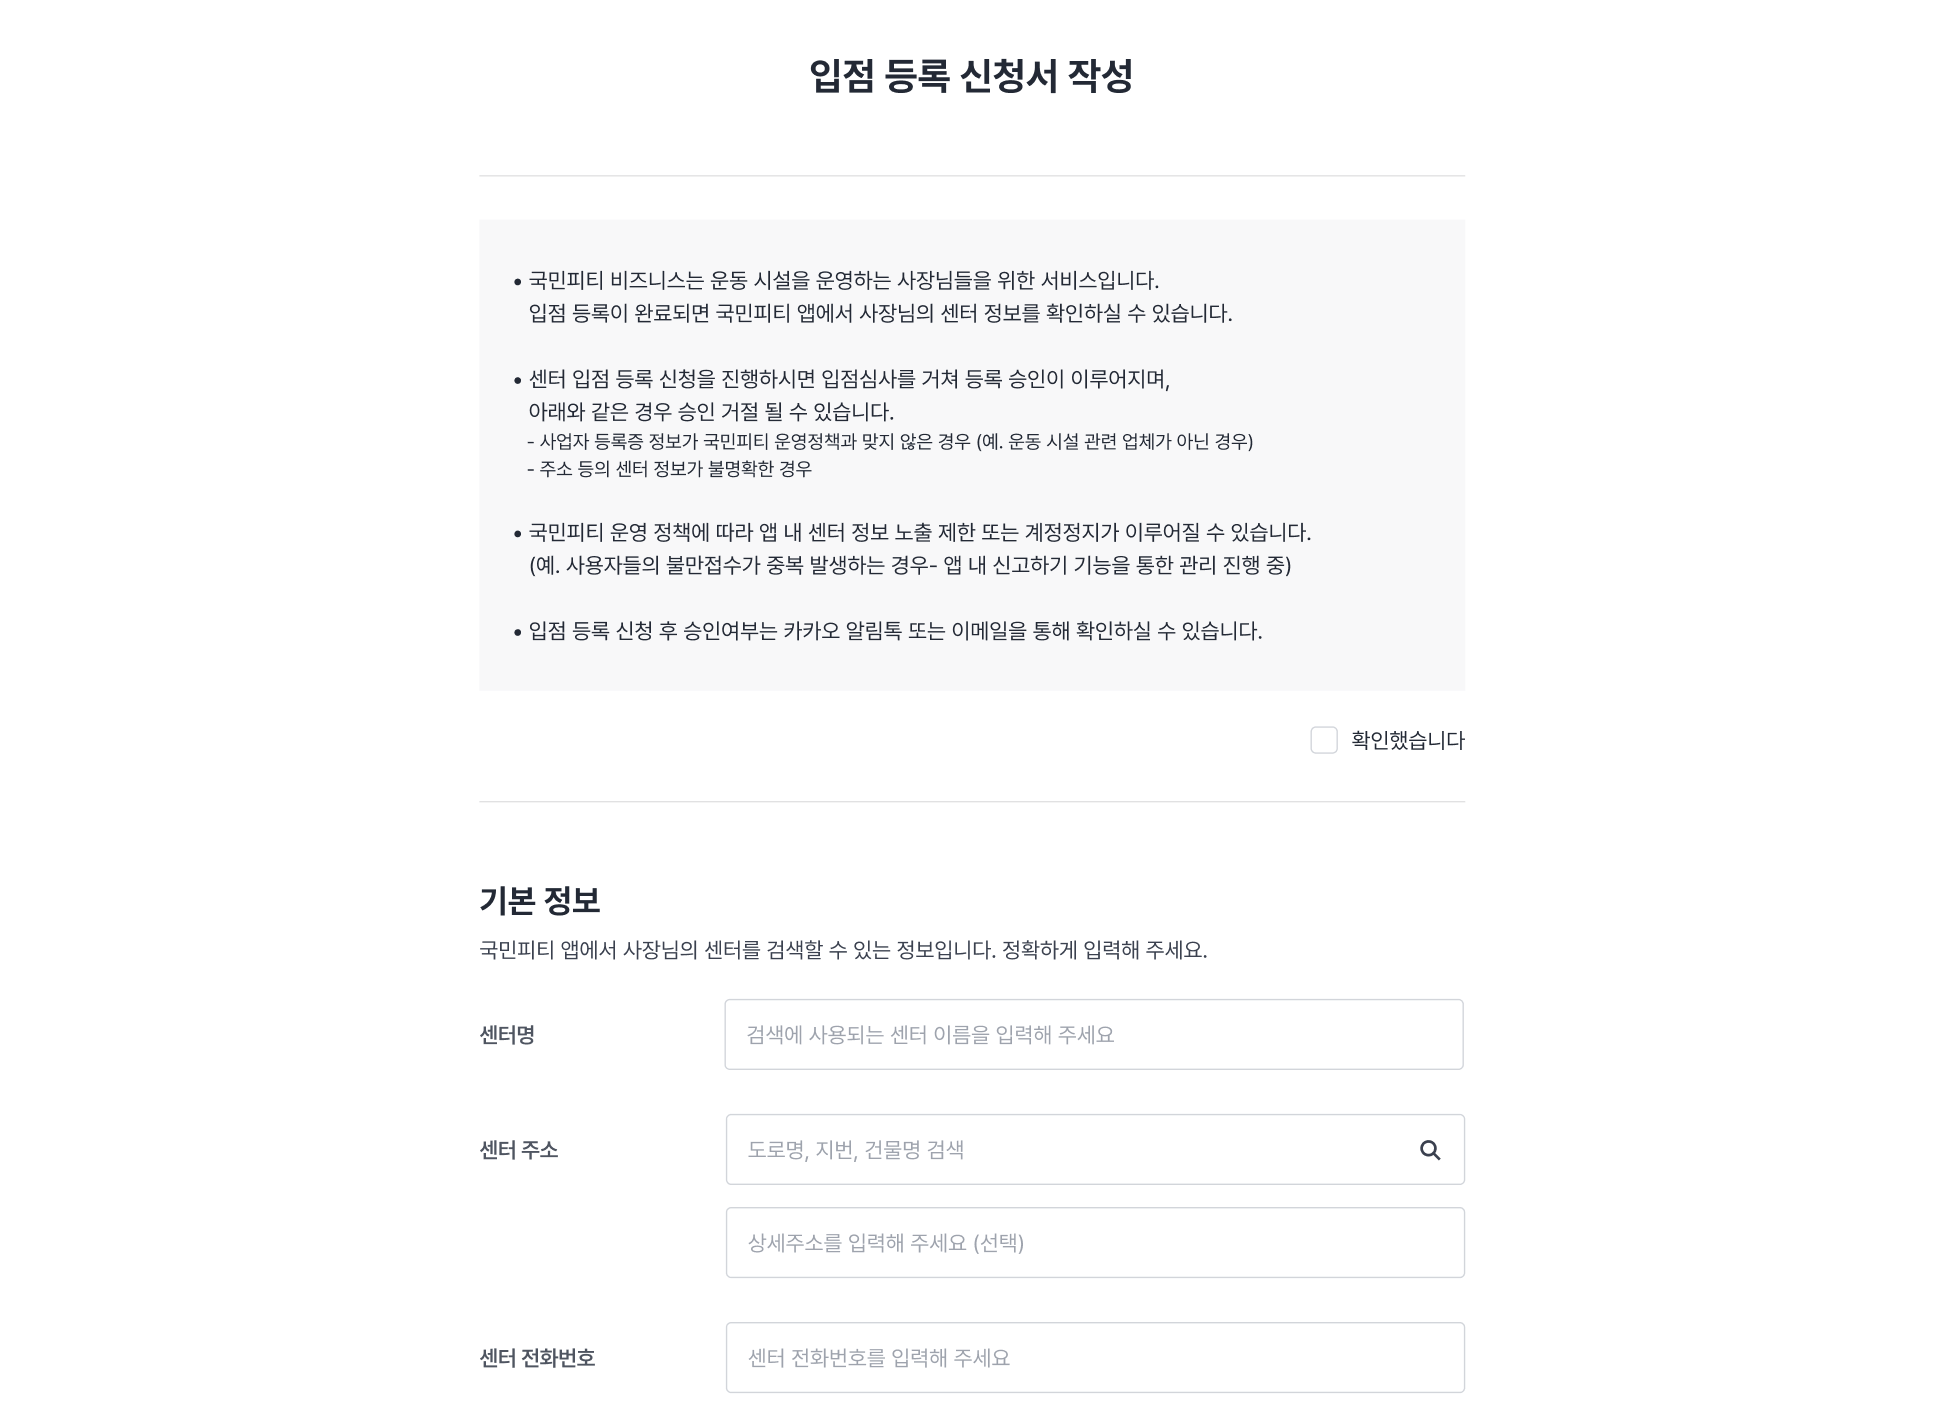 입점 등록 신청서 작성
• 국민피티 비즈니스는 운동 시설을 운영하는 사장님들을 위한 서비스입니다.
입점 등록이 완료되면 국민피티 앱에서 사장님의 센터 정보를 확인하실 수 있습니다.
• 센터 입점 등록 신청을 진행하시면 입점심사를 거쳐 등록 승인이 이루어지며,
아래와 같은 경우 승인 거절 될 수 있습니다.
- 사업자 등록증 정보가 국민피티 운영정책과 맞지 않은 경우 (예. 운동 시설 관련 업체가 아닌 경우)
- 주소 등의 센터 정보가 불명확한 경우
• 국민피티 운영 정책에 따라 앱 내 센터 정보 노출 제한 또는 계정정지가 이루어질 수 있습니다.
(예. 사용자들의 불만접수가 중복 발생하는 경우- 앱 내 신고하기 기능을 통한 관리 진행 중)
• 입점 등록 신청 후 승인여부는 카카오 알림톡 또는 이메일을 통해 확인하실 수 있습니다.
확인했습니다
기본 정보
국민피티 앱에서 사장님의 센터를 검색할 수 있는 정보입니다. 정확하게 입력해 주세요.
센터명
검색에 사용되는 센터 이름을 입력해 주세요
센터 주소
도로명, 지번, 건물명 검색
상세주소를 입력해 주세요 (선택)
센터 전화번호
센터 전화번호를 입력해 주세요